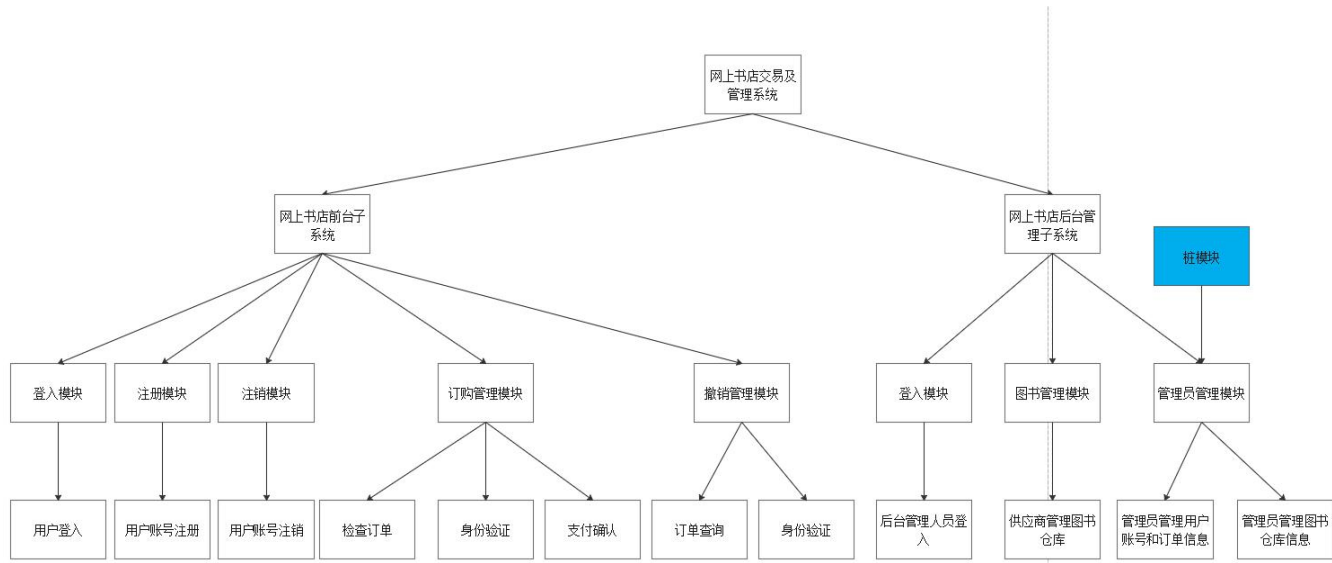 网上书店交易及
管理系统
网上书店前台子
系统
网上书店后台管
理子系统
桩模块
登入模块
注册模块
注销模块
订购管理模块
撤销管理模块
登入模块
图书管理模块
管理员管理模块
用户登入
用户账号注册
用户账号注销
检查订单
身份验证
支付确认
订单查询
身份验证
后台管理人员登
入
供应商管理图书
仓库
管理员管理用户
账号和订单信息
管理员管理图书
仓库信息